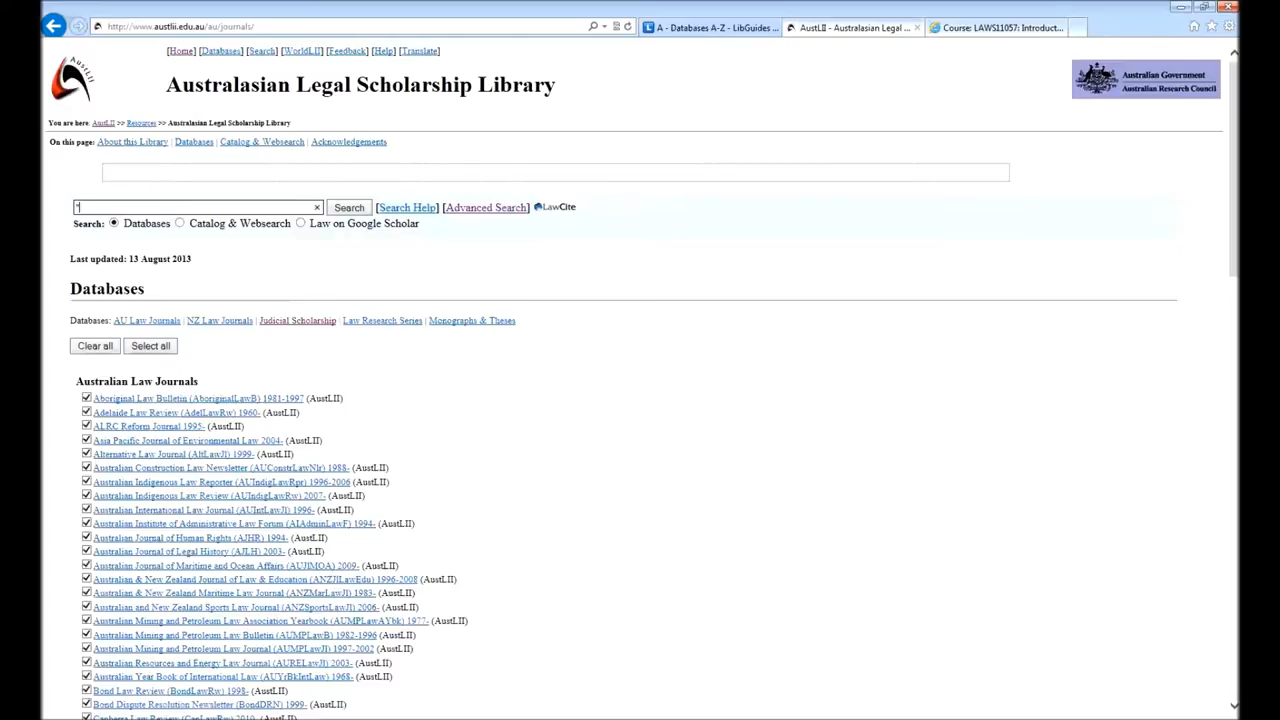 http://www.austlii.edu.au/au/journals/
A - Databases A-Z - LibGuides ...
AustLII - Australasian Legal ...
Course: LAWS11057: Introduct...
[Home] [Databases] [Search] [WorldLII] [Feedback] [Help] [Translate]
AustLII
Australasian Legal Scholarship Library
Australian Government
Australian Research Council
You are here: AustLII >> Resources >> Australasian Legal Scholarship Library
On this page: About this Library | Databases | Catalog & Websearch | Acknowledgements
"
Search [Search Help] [Advanced Search] LawCite
Search: Databases Catalog & Websearch Law on Google Scholar
Last updated: 13 August 2013
Databases
Databases: AU Law Journals | NZ Law Journals | Judicial Scholarship | Law Research Series | Monographs & Theses
Clear all Select all
Australian Law Journals
Aboriginal Law Bulletin (AboriginalLawB) 1981-1997 (AustLII)
Adelaide Law Review (AdelLawRw) 1960- (AustLII)
ALRC Reform Journal 1995- (AustLII)
Asia Pacific Journal of Environmental Law 2004- (AustLII)
Alternative Law Journal (AltLawJl) 1999- (AustLII)
Australian Construction Law Newsletter (AUConstrLawNlr) 1988- (AustLII)
Australian Indigenous Law Reporter (AUIndigLawRpr) 1996-2006 (AustLII)
Australian Indigenous Law Review (AUIndigLawRw) 2007- (AustLII)
Australian International Law Journal (AUIntLawJl) 1996- (AustLII)
Australian Institute of Administrative Law Forum (AIAdminLawF) 1994- (AustLII)
Australian Journal of Human Rights (AJHR) 1994- (AustLII)
Australian Journal of Legal History (AJLH) 2003- (AustLII)
Australian Journal of Maritime and Ocean Affairs (AUJlMOA) 2009- (AustLII)
Australian & New Zealand Journal of Law & Education (ANZJlLawEdu) 1996-2008 (AustLII)
Australian & New Zealand Maritime Law Journal (ANZMarLawJl) 1983- (AustLII)
Australian and New Zealand Sports Law Journal (ANZSportsLawJl) 2006- (AustLII)
Australian Mining and Petroleum Law Association Yearbook (AUMPLawAYbk) 1977- (AustLII)
Australian Mining and Petroleum Law Bulletin (AUMPLawB) 1982-1996 (AustLII)
Australian Mining and Petroleum Law Journal (AUMPLawJl) 1997-2002 (AustLII)
Australian Resources and Energy Law Journal (AURELawJl) 2003- (AustLII)
Australian Year Book of International Law (AUYrBkIntLaw) 1968- (AustLII)
Bond Law Review (BondLawRw) 1998- (AustLII)
Bond Dispute Resolution Newsletter (BondDRN) 1999- (AustLII)
Canberra Law Review (CanLawRw) 2010- (AustLII)